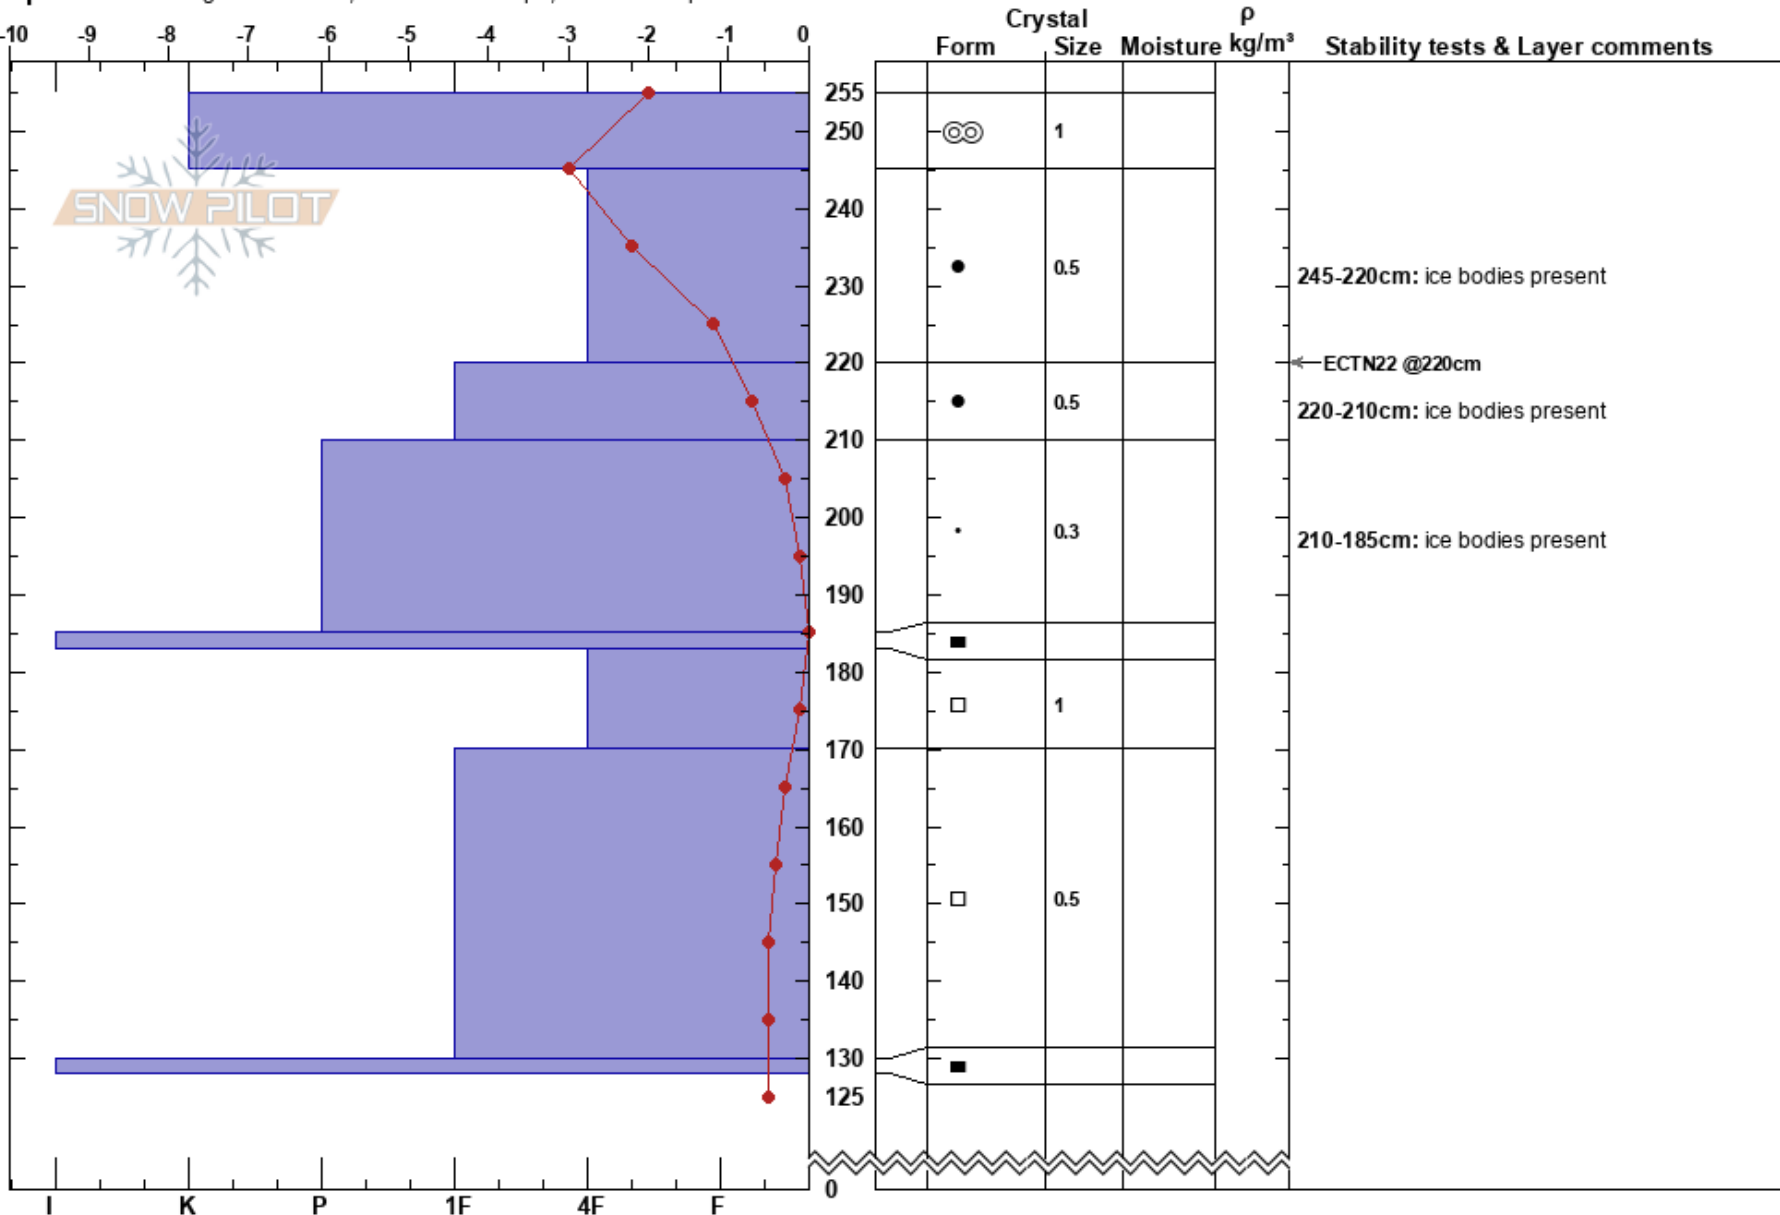 Crystal ρ
-10 -9 -8 -7 -6 -5 -4 -3 -2 -1 0
Form Size Moisture kg/m³ Stability tests & Layer comments
255
250 1
SNOW PILOT
240
0.5
230 245-220cm: ice bodies present
220 ECTN22 @220cm
0.5 220-210cm: ice bodies present
210
200
0.3 210-185cm: ice bodies present
190
180
1
170
160
150 0.5
140
130
125
0
I K P 1F 4F F